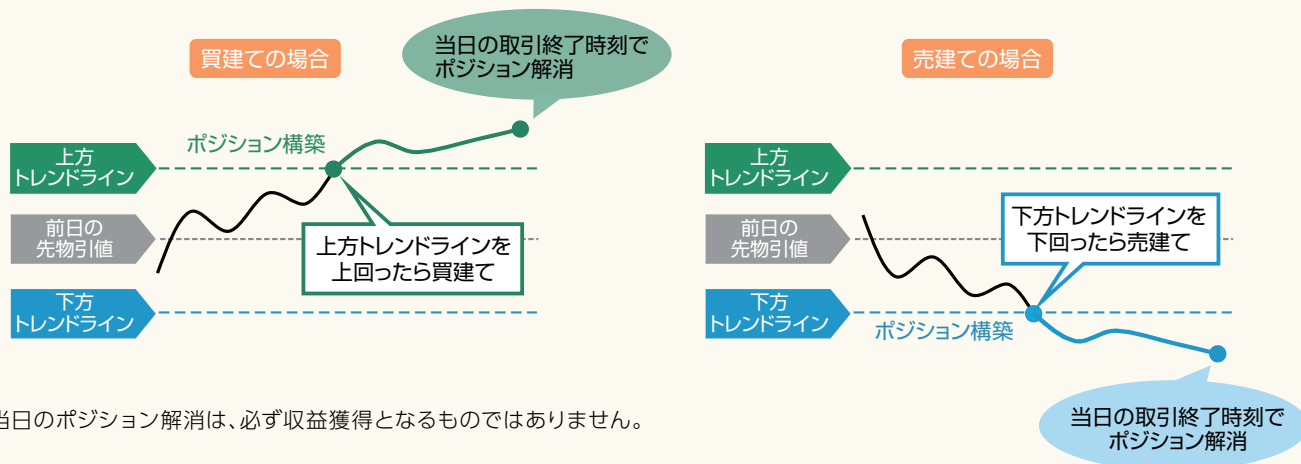 買建ての場合
当日の取引終了時刻で
ポジション解消
上方
トレンドライン
ポジション構築
前日の
先物引値
上方トレンドラインを
上回ったら買建て
下方
トレンドライン
売建ての場合
上方
トレンドライン
前日の
先物引値
下方トレンドラインを
下回ったら売建て
下方
トレンドライン
ポジション構築
当日の取引終了時刻で
ポジション解消
当日のポジション解消は、必ず収益獲得となるものではありません。